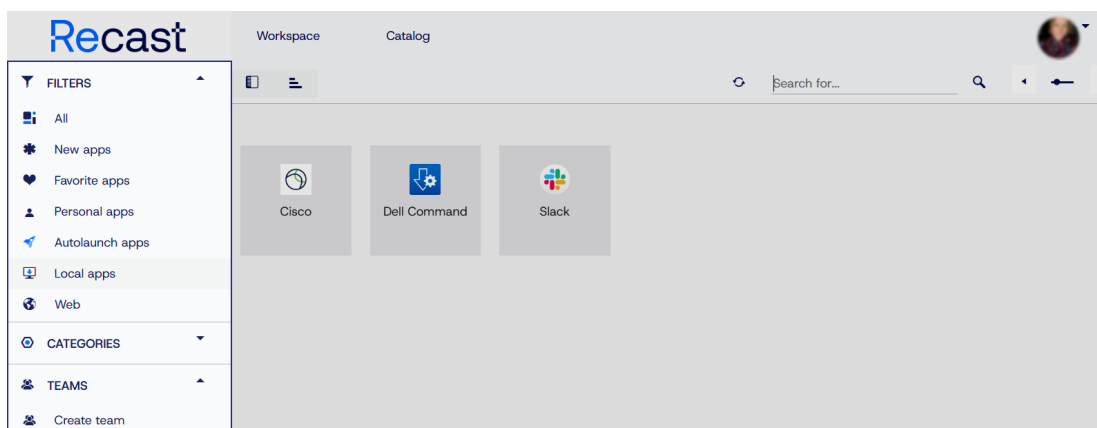 Recast
Workspace
Catalog
FILTERS
Search for...
All
New apps
Favorite apps
Personal apps
Autolaunch apps
Local apps
Web
CATEGORIES
TEAMS
Create team
Cisco
Dell Command
Slack